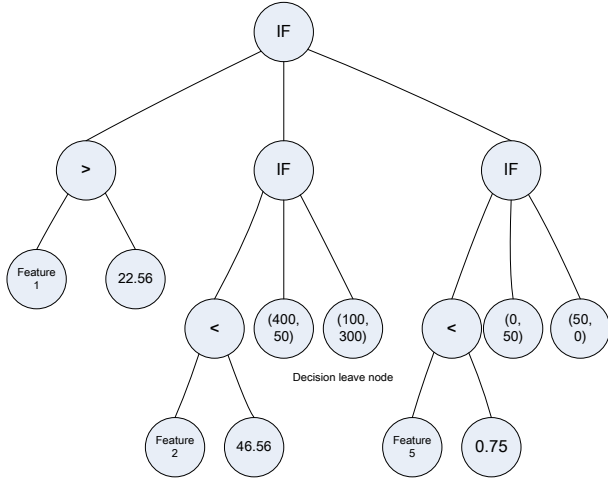 IF
>
IF
IF
Feature
1
22.56
<
(400,
50)
(100,
300)
<
(0,
50)
(50,
0)
Decision leave node
Feature
2
46.56
Feature
5
0.75